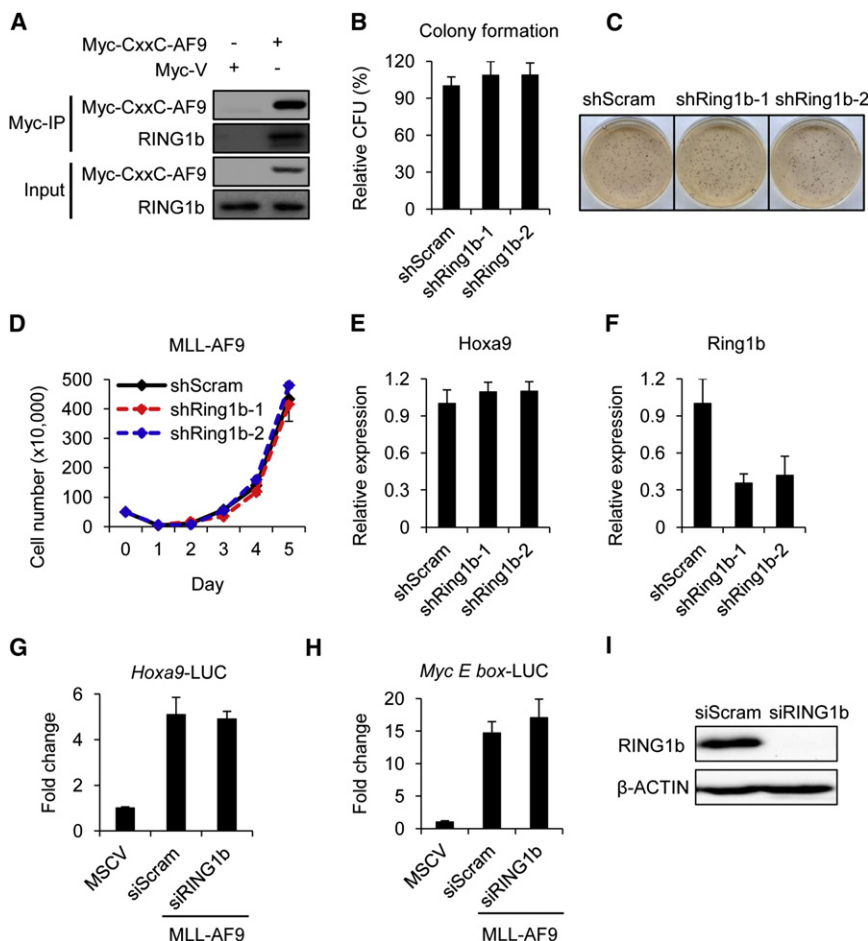 A
Myc-CxxC-AF9 - +
Myc-V + -
Myc-IP
Myc-CxxC-AF9
RING1b
Input
Myc-CxxC-AF9
RING1b
B
Colony formation
Relative CFU (%)
120
90
60
30
0
shScram
shRing1b-1
shRing1b-2
C
shScram shRing1b-1 shRing1b-2
D
MLL-AF9
Cell number (x10,000)
500
400
300
200
100
0
shScram
shRing1b-1
shRing1b-2
0 1 2 3 4 5
Day
E
Hoxa9
Relative expression
1.2
0.9
0.6
0.3
0
shScram
shRing1b-1
shRing1b-2
F
Ring1b
Relative expression
1.2
0.9
0.6
0.3
0
shScram
shRing1b-1
shRing1b-2
G
Hoxa9-LUC
Fold change
6
4
2
0
MSCV
siScram
siRING1b
MLL-AF9
H
Myc E box-LUC
Fold change
20
15
10
5
0
MSCV
siScram
siRING1b
MLL-AF9
I
siScram siRING1b
RING1b
β-ACTIN